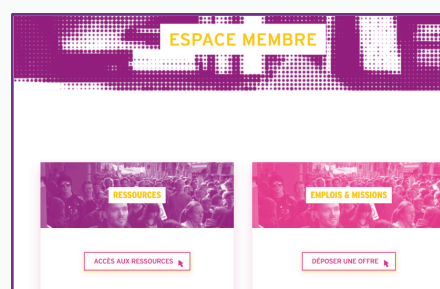 ESPACE MEMBRE
RESSOURCES
EMPLOIS & MISSIONS
ACCÈS AUX RESSOURCES
DÉPOSER UNE OFFRE